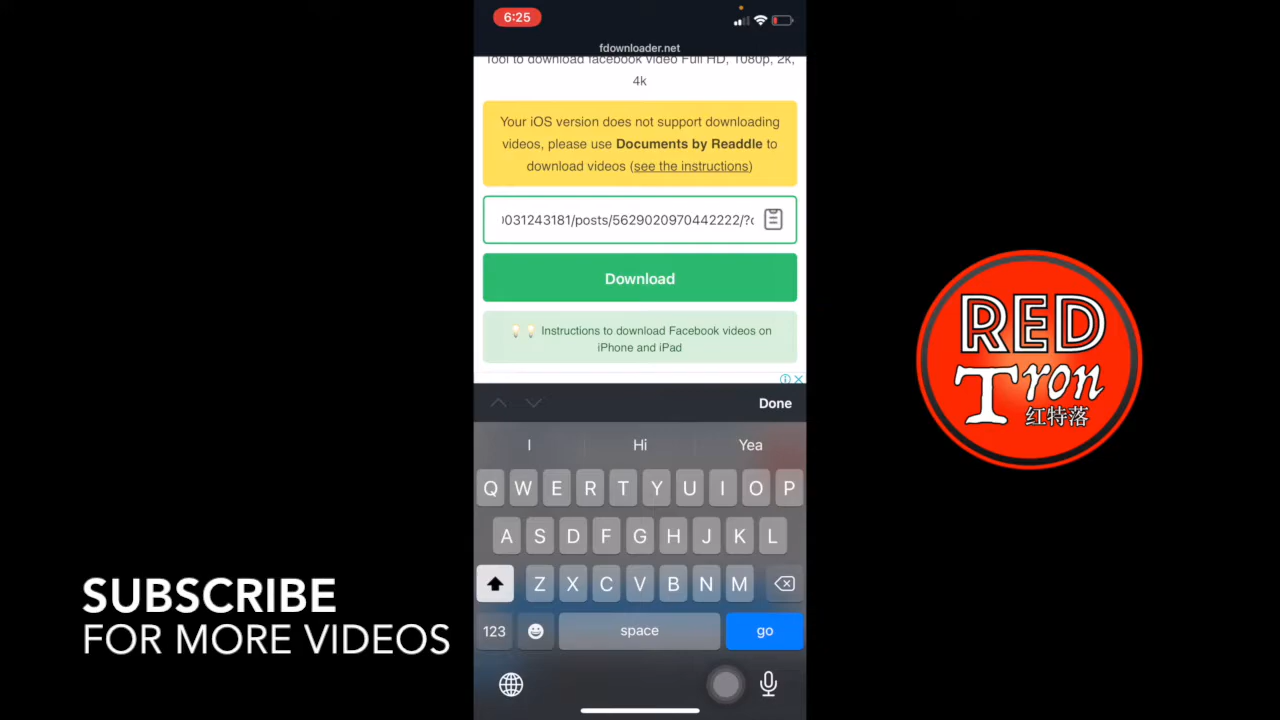 6:25
fdownloader.net
Tool to download facebook video Full HD, 1080p, 2k,
4k
Your iOS version does not support downloading
videos, please use Documents by Readdle to
download videos (see the instructions)
0031243181/posts/5629020970442222/?c
Download
Instructions to download Facebook videos on
iPhone and iPad
Done
I Hi Yea
Q W E R T Y U I O P
A S D F G H J K L
Z X C V B N M
123 space go
RED
Tron
红特落
SUBSCRIBE
FOR MORE VIDEOS